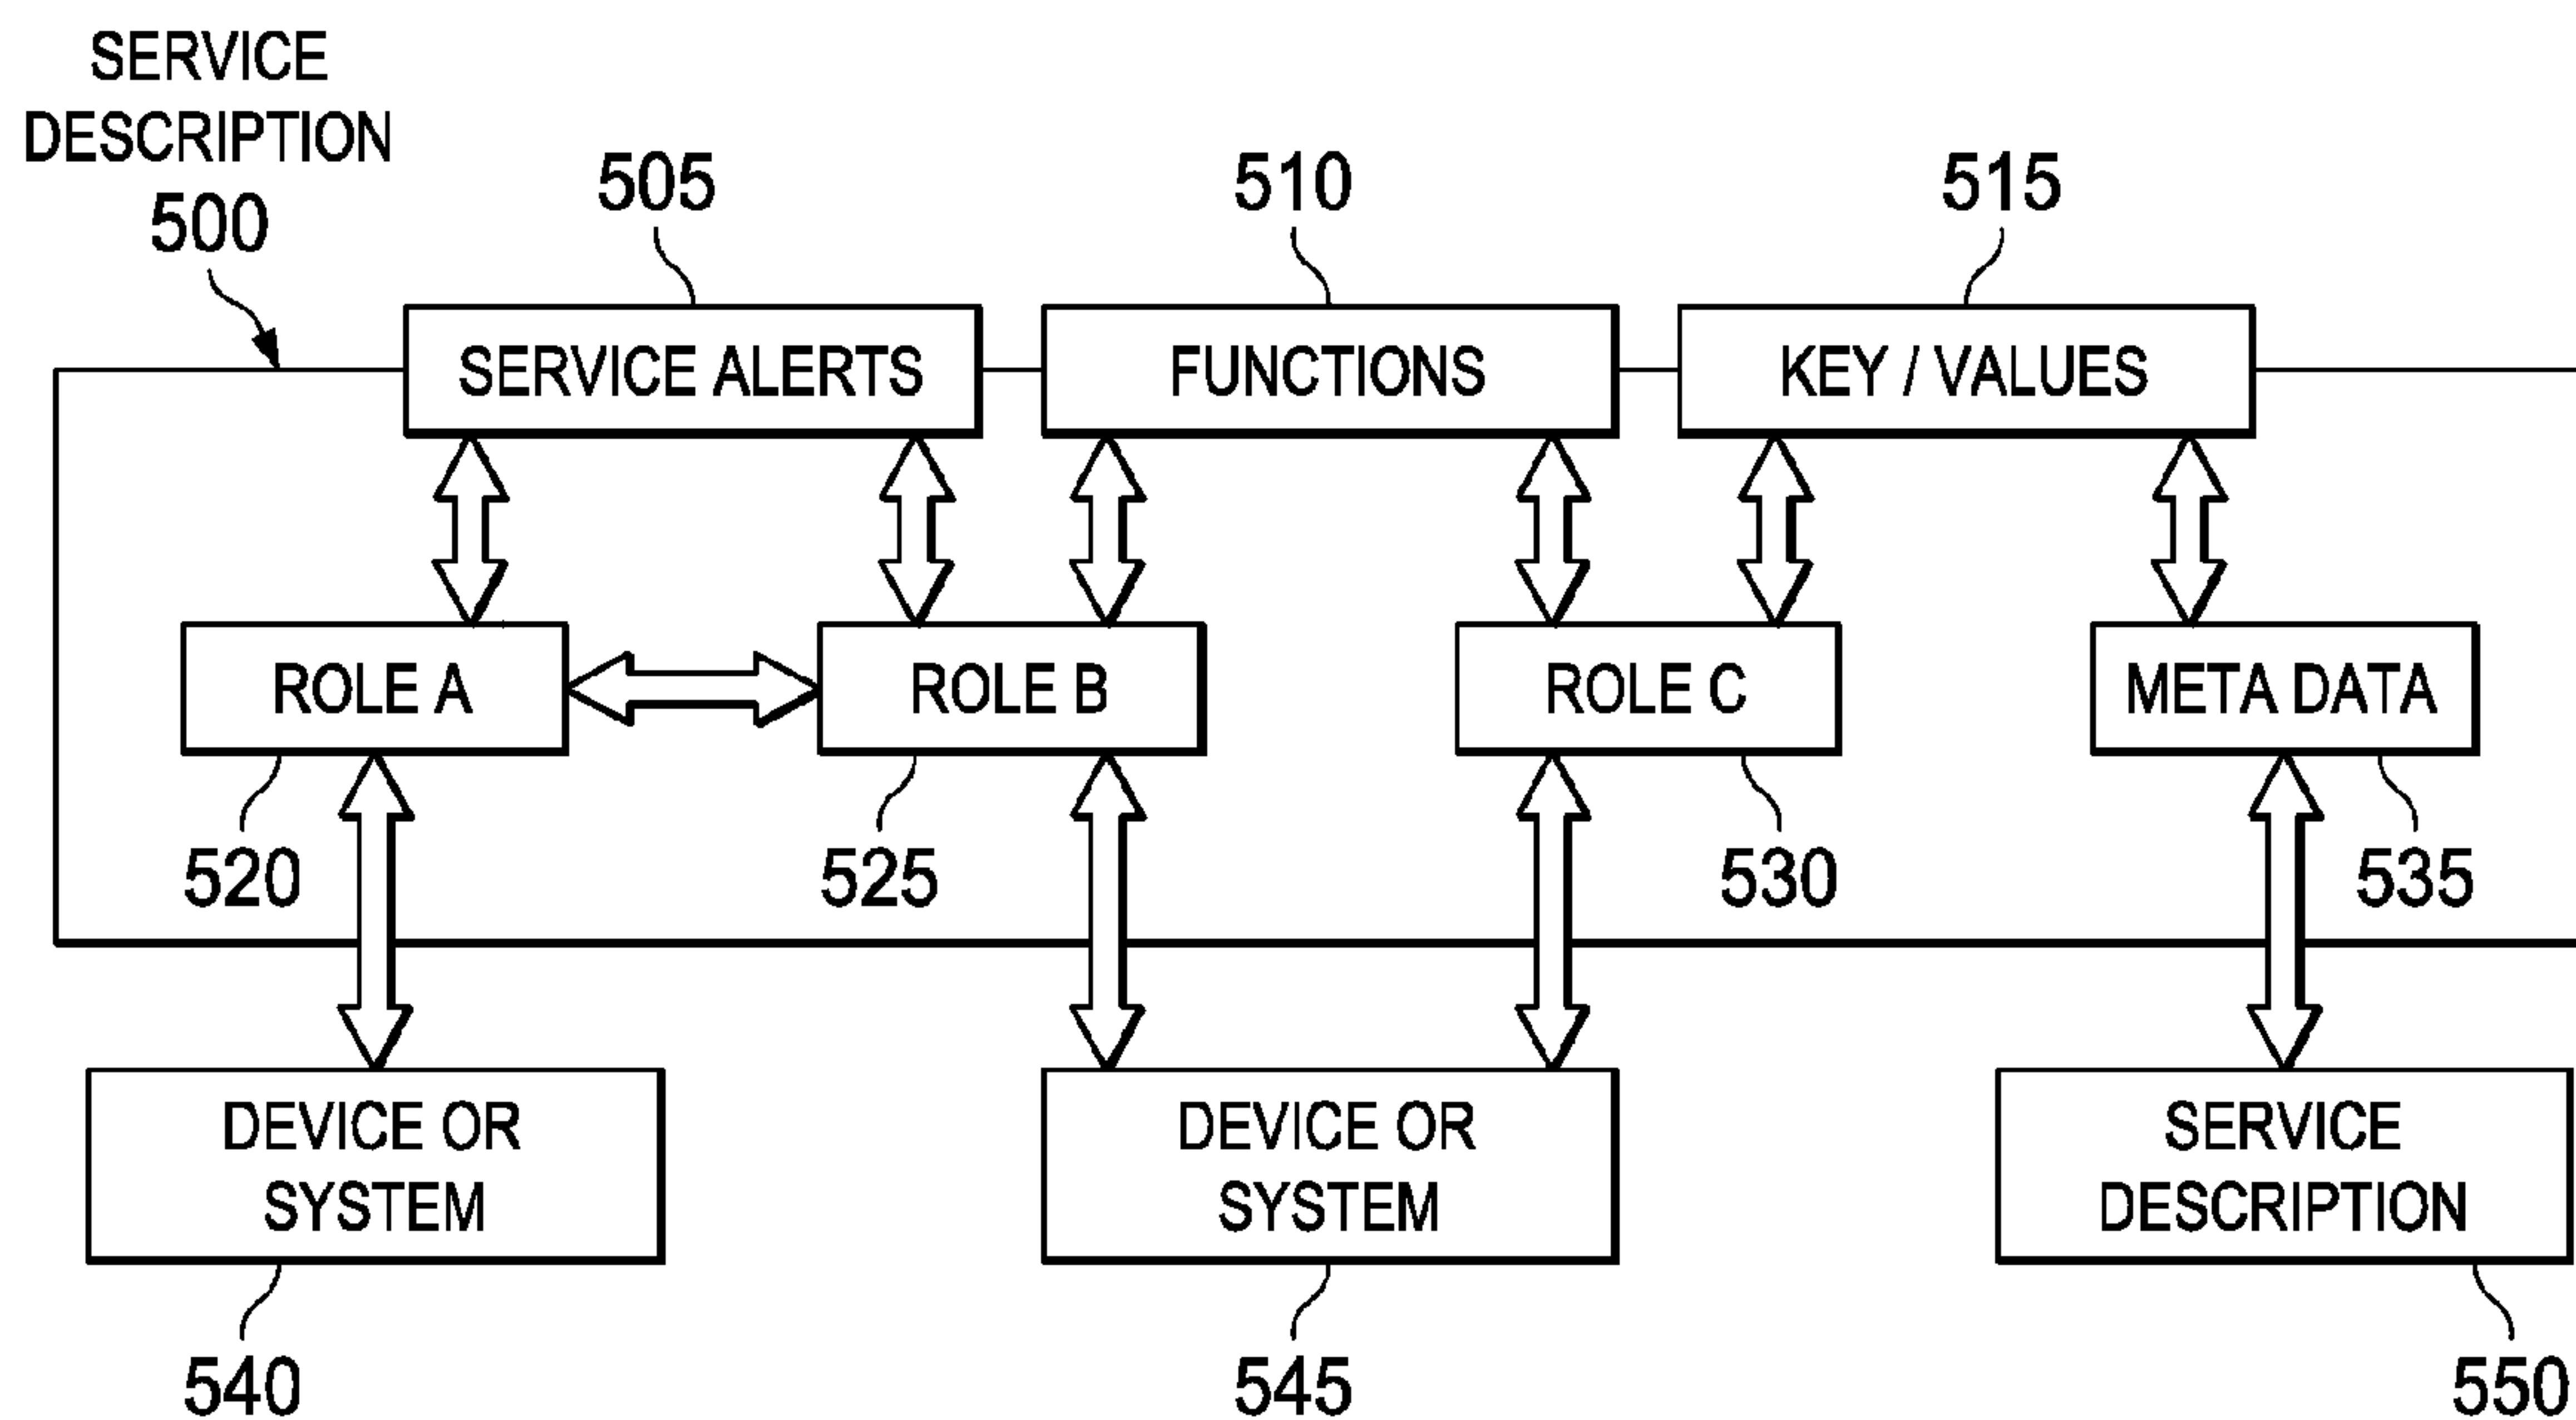 SERVICE
DESCRIPTION
500
505
510
515
SERVICE ALERTS
FUNCTIONS
KEY / VALUES
ROLE A
ROLE B
ROLE C
META DATA
520
525
530
535
DEVICE OR
SYSTEM
DEVICE OR
SYSTEM
SERVICE
DESCRIPTION
540
545
550